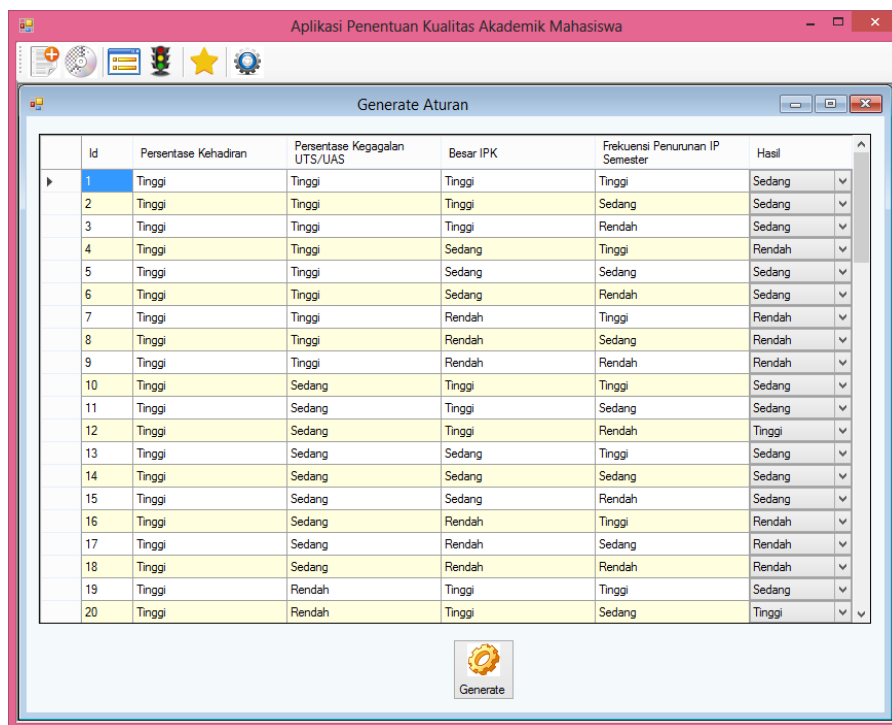 Aplikasi Penentuan Kualitas Akademik Mahasiswa
Generate Aturan
Id Persentase Kehadiran Persentase Kegagalan UTS/UAS Besar IPK Frekuensi Penurunan IP Semester Hasil
1 Tinggi Tinggi Tinggi Tinggi Sedang
2 Tinggi Tinggi Tinggi Sedang Sedang
3 Tinggi Tinggi Tinggi Rendah Sedang
4 Tinggi Tinggi Sedang Tinggi Rendah
5 Tinggi Tinggi Sedang Sedang Sedang
6 Tinggi Tinggi Sedang Rendah Sedang
7 Tinggi Tinggi Rendah Tinggi Rendah
8 Tinggi Tinggi Rendah Sedang Rendah
9 Tinggi Tinggi Rendah Rendah Rendah
10 Tinggi Sedang Tinggi Tinggi Sedang
11 Tinggi Sedang Tinggi Sedang Sedang
12 Tinggi Sedang Tinggi Rendah Tinggi
13 Tinggi Sedang Sedang Tinggi Sedang
14 Tinggi Sedang Sedang Sedang Sedang
15 Tinggi Sedang Sedang Rendah Sedang
16 Tinggi Sedang Rendah Tinggi Rendah
17 Tinggi Sedang Rendah Sedang Rendah
18 Tinggi Sedang Rendah Rendah Rendah
19 Tinggi Rendah Tinggi Tinggi Sedang
20 Tinggi Rendah Tinggi Sedang Tinggi
Generate